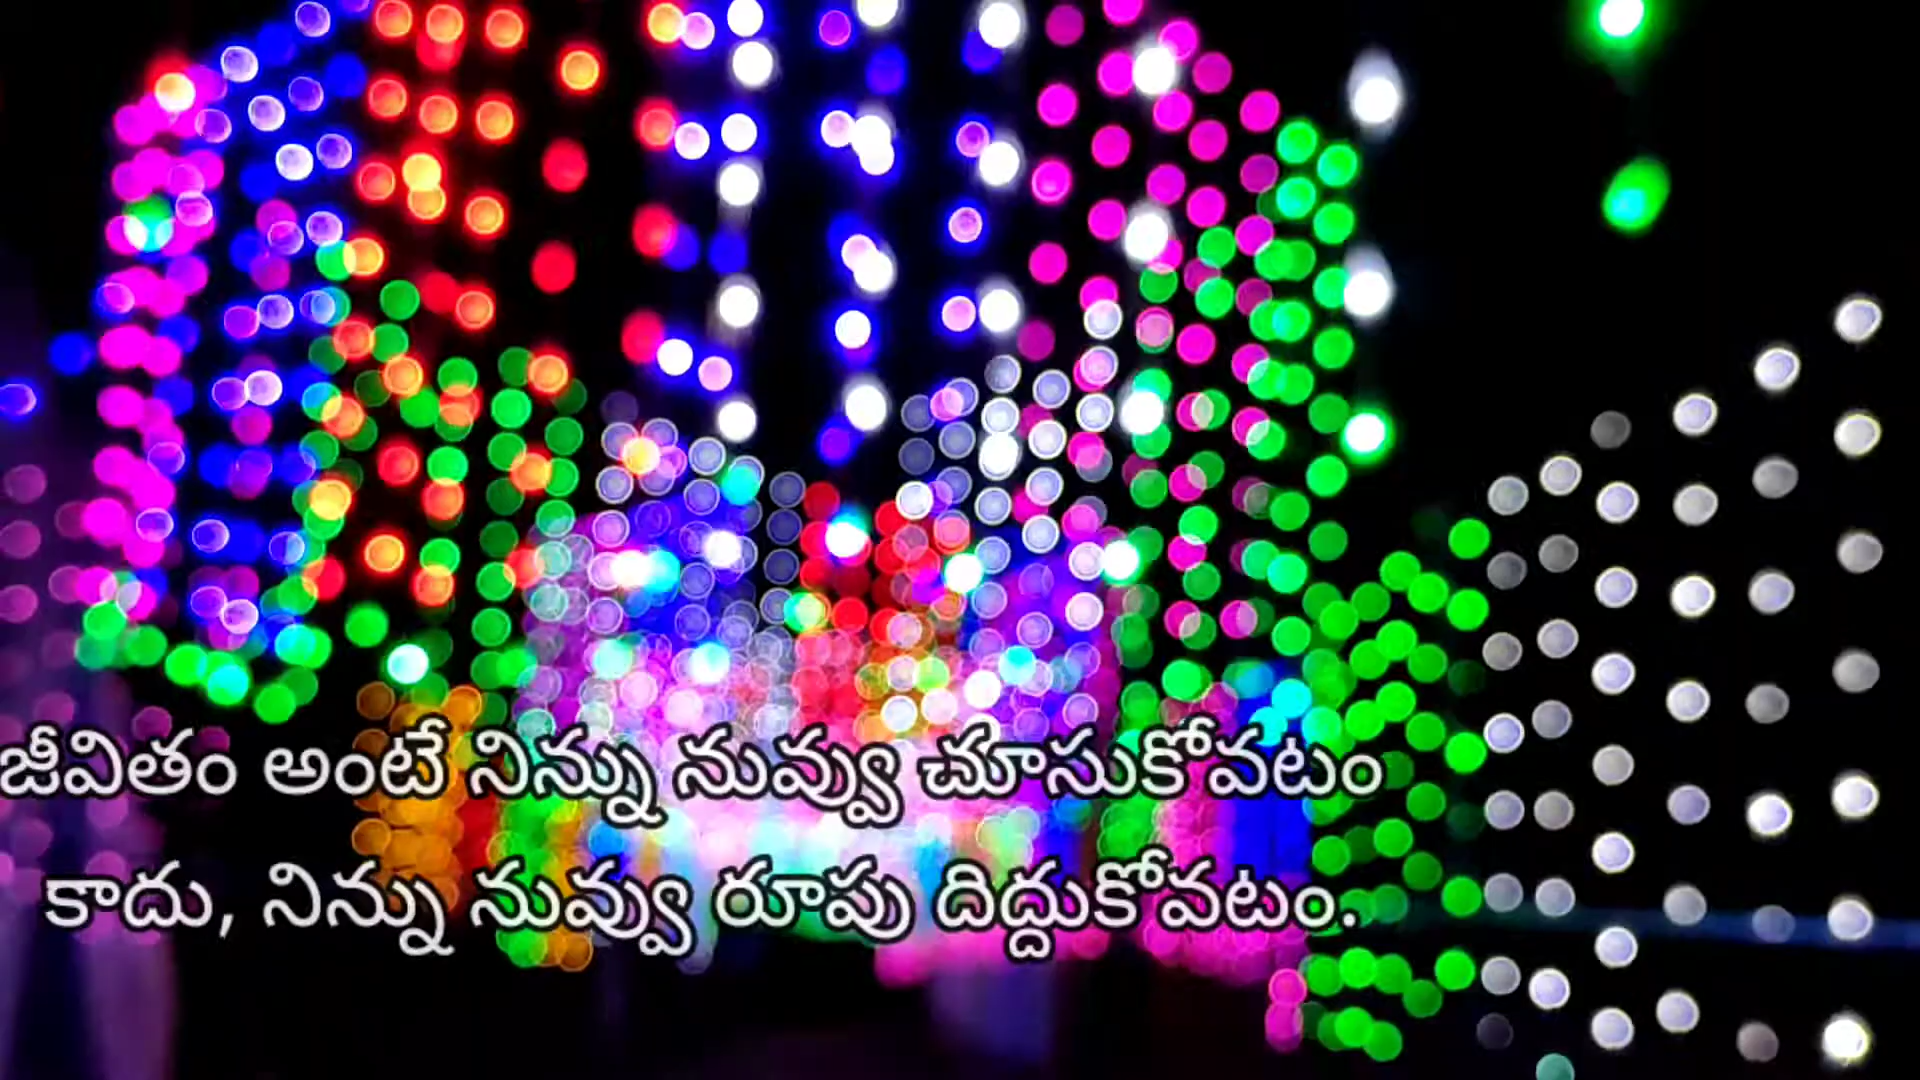 జీవితం అంటే నిన్ను నువ్వు చూసుకోవటం
కాదు, నిన్ను నువ్వు రూపు దిద్దుకోవటం.